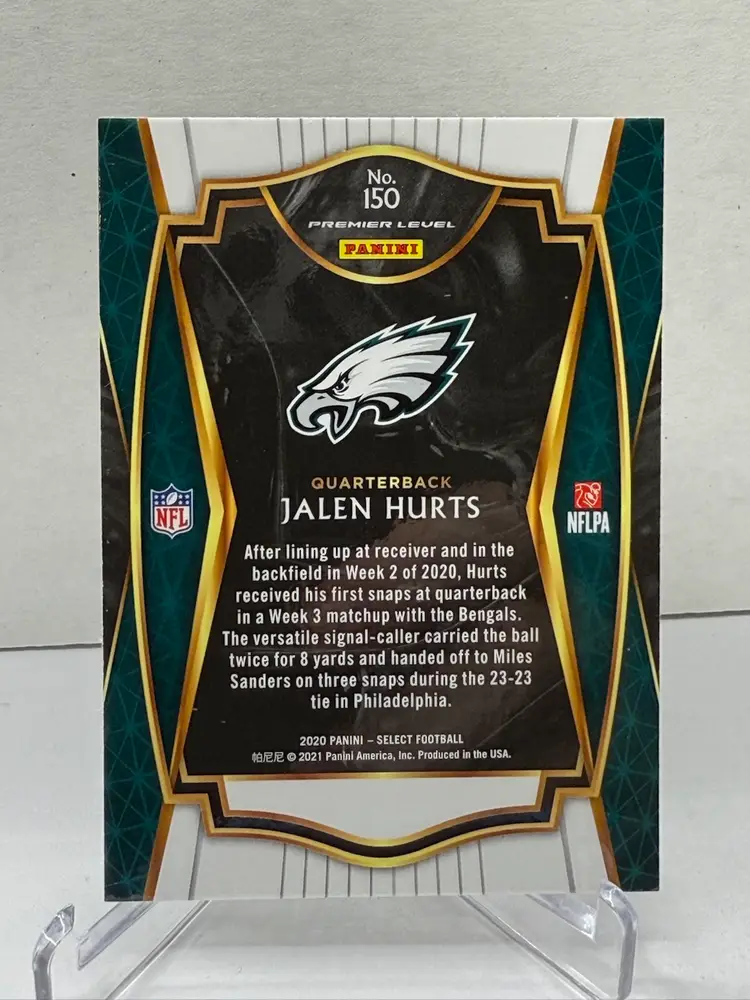 No.
150
PREMIER LEVEL
PANINI
QUARTERBACK
JALEN HURTS
NFL
NFLPA
After lining up at receiver and in the
backfield in Week 2 of 2020, Hurts
received his first snaps at quarterback
in a Week 3 matchup with the Bengals.
The versatile signal-caller carried the ball
twice for 8 yards and handed off to Miles
Sanders on three snaps during the 23-23
tie in Philadelphia.
2020 PANINI – SELECT FOOTBALL
帕尼尼 © 2021 Panini America, Inc. Produced in the USA.